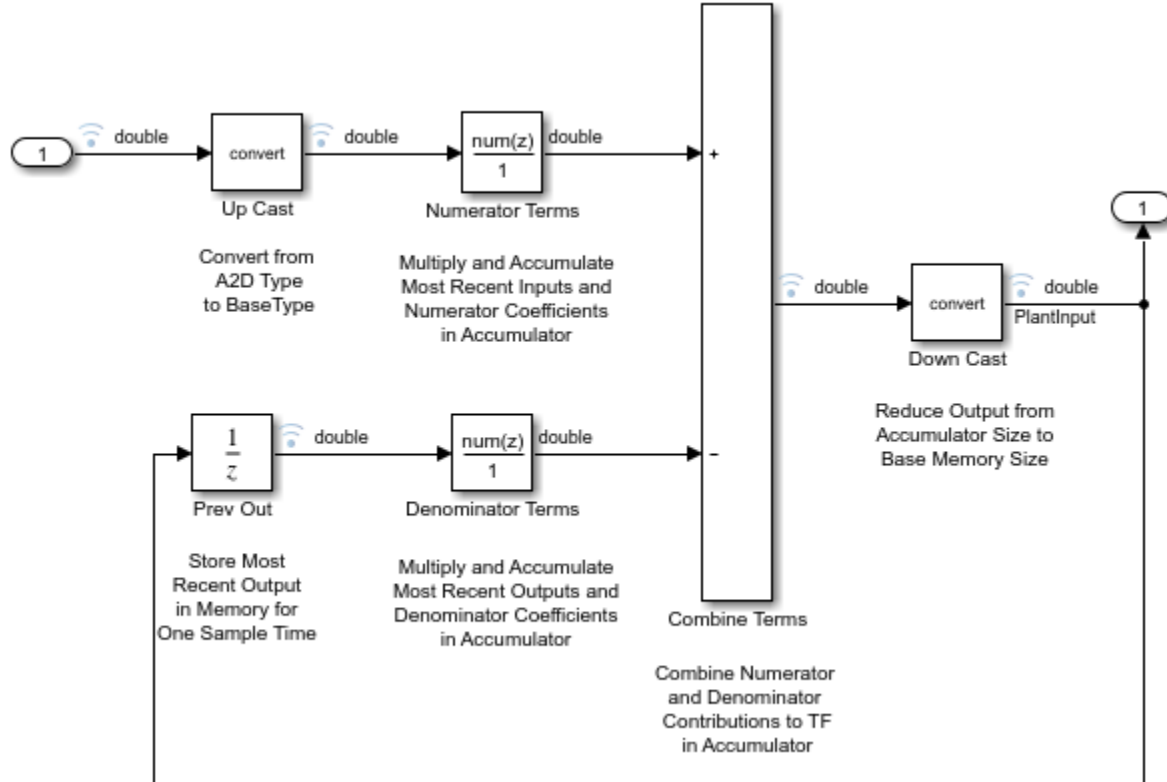 1
double
convert
Up Cast
Convert from
A2D Type
to BaseType
double
num(z)
1
Numerator Terms
Multiply and Accumulate
Most Recent Inputs and
Numerator Coefficients
in Accumulator
double
+
1
z
Prev Out
Store Most
Recent Output
in Memory for
One Sample Time
double
num(z)
1
Denominator Terms
Multiply and Accumulate
Most Recent Outputs and
Denominator Coefficients
in Accumulator
double
−
Combine Terms
Combine Numerator
and Denominator
Contributions to TF
in Accumulator
double
convert
Down Cast
Reduce Output from
Accumulator Size to
Base Memory Size
double
PlantInput
1